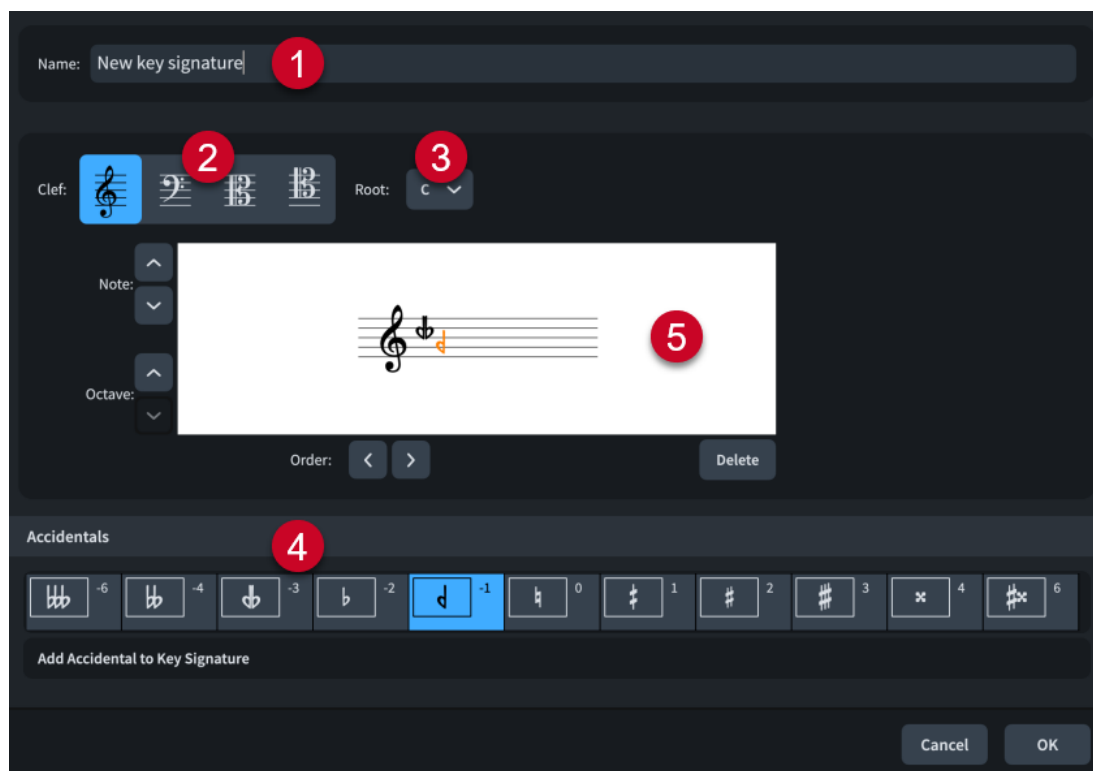 Name: New key signature 1
2 3
Clef: Root: C
Note:
5
Octave:
Order: < > Delete
Accidentals
4
-6 -4 -3 -2 -1 0 1 2 3 4 6
Add Accidental to Key Signature
Cancel OK